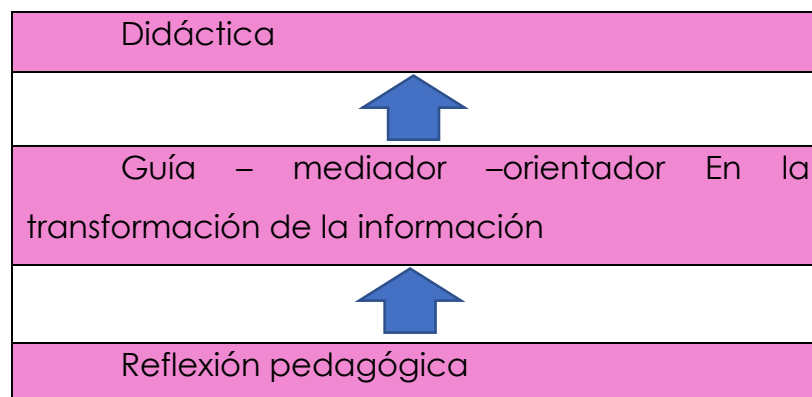 Didáctica
Guía – mediador –orientador En la
transformación de la información
Reflexión pedagógica